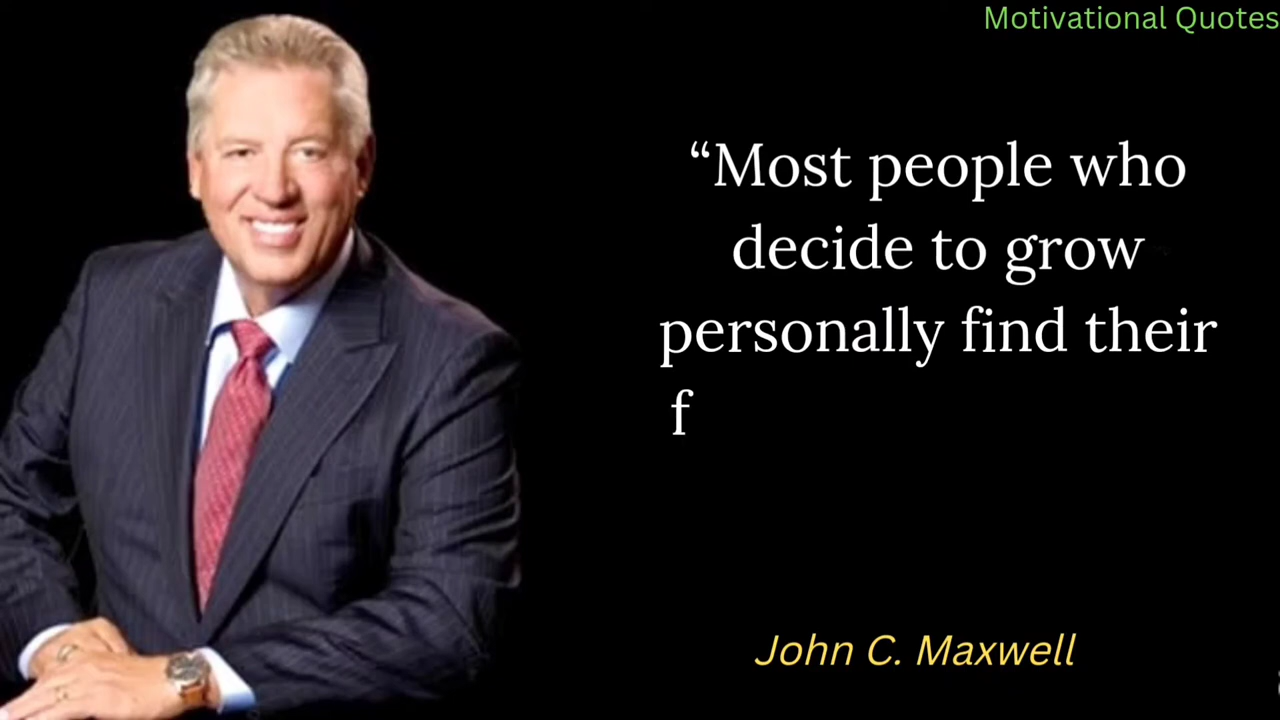 Motivational Quotes
“Most people who
decide to grow
personally find their
f
John C. Maxwell